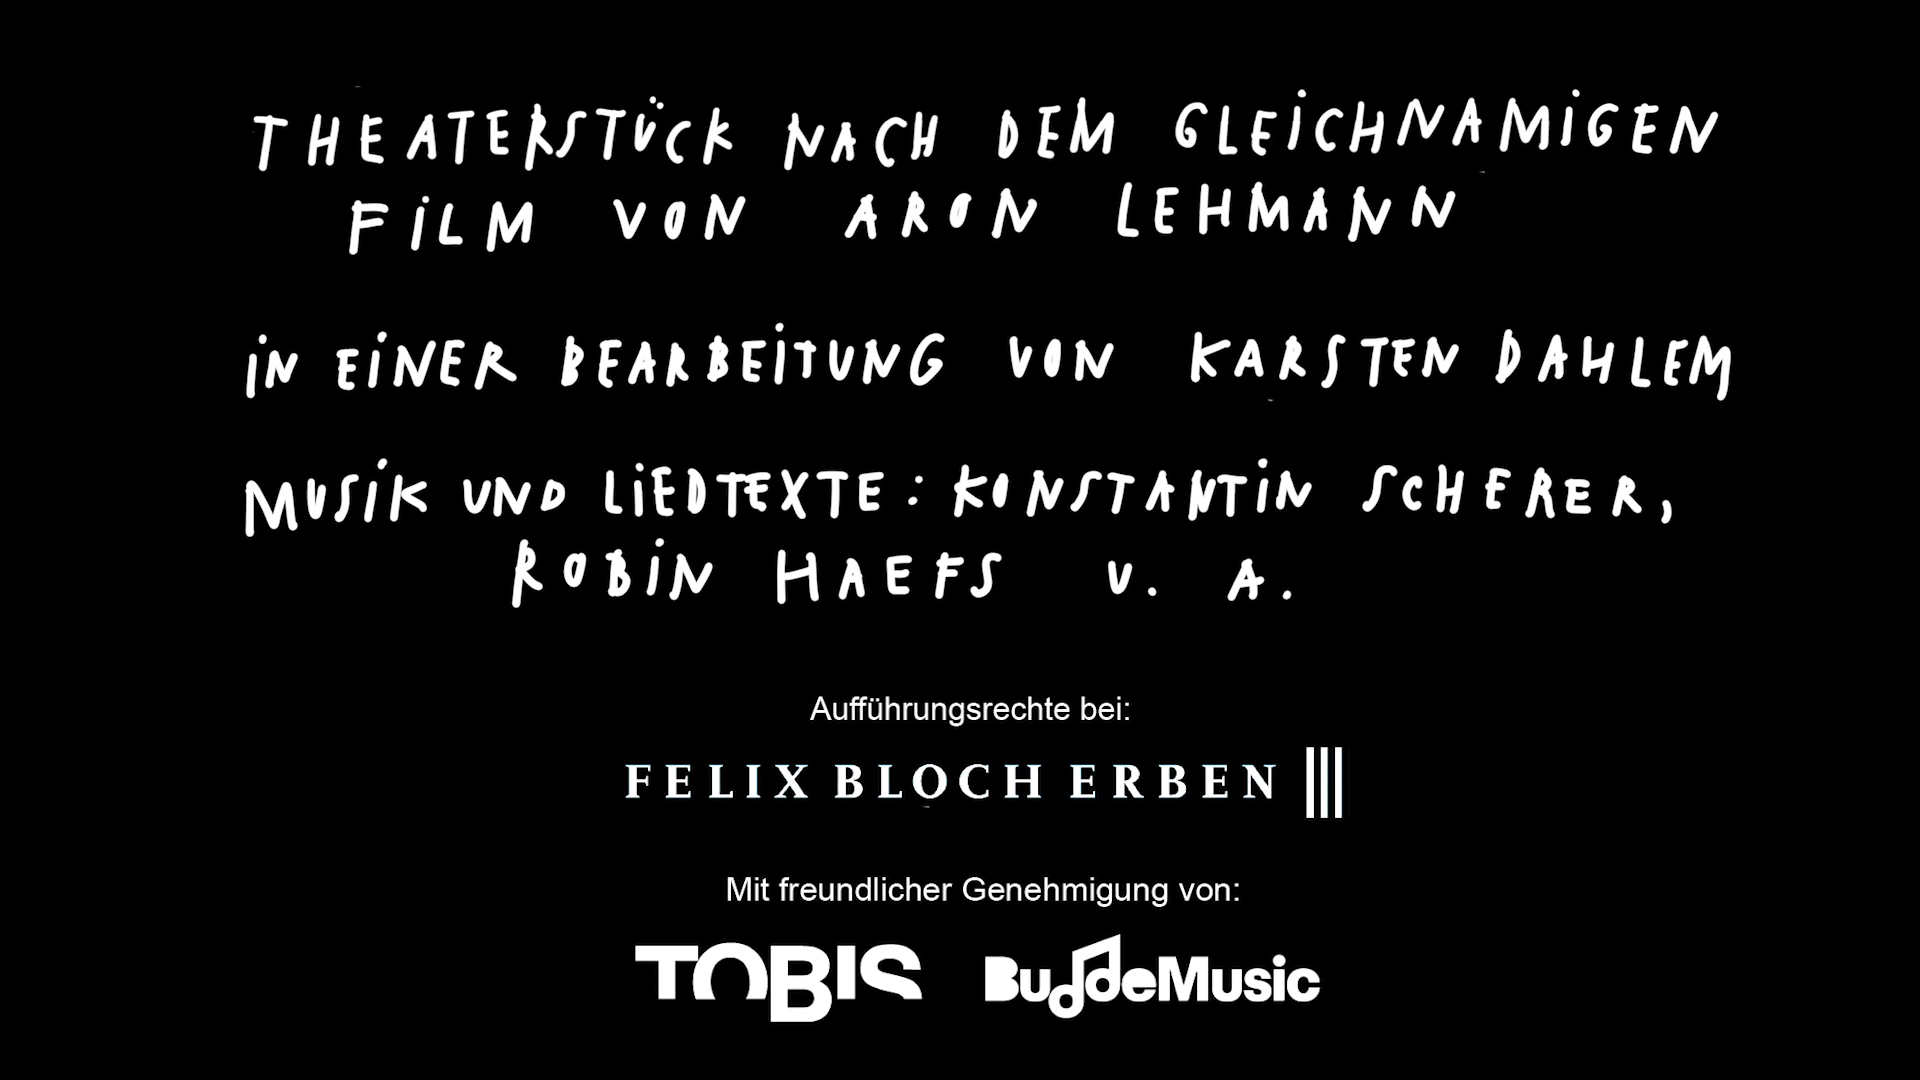 THEATERSTÜCK NACH DEM GLEICHNAMIGEN
FILM VON ARON LEHMANN
IN EINER BEARBEITUNG VON KARSTEN DAHLEM
MUSIK UND LIEDTEXTE: KONSTANTIN SCHERER,
ROBIN HAEFS U. A.
Aufführungsrechte bei:
FELIX BLOCH ERBEN
Mit freundlicher Genehmigung von:
TOBIS BuddeMusic